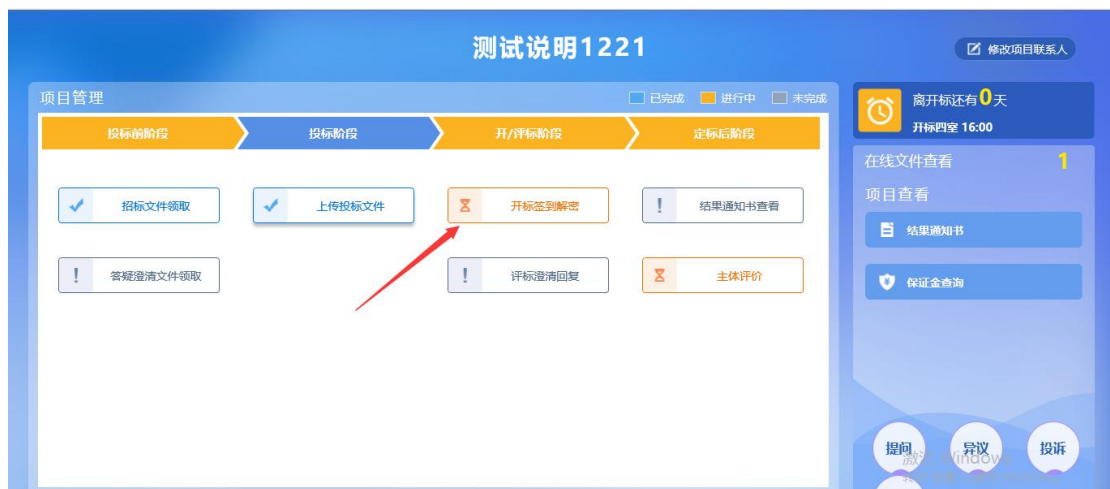 测试说明1221
修改项目联系人
项目管理
已完成 进行中 未完成
投标前阶段 投标阶段 开/评标阶段 定标后阶段
招标文件领取 上传投标文件 开标签到解密 结果通知书查看
答疑澄清文件领取 评标澄清回复 主体评价
离开标还有0天
开标四室 16:00
在线文件查看 1
项目查看
结果通知书
保证金查询
提问 异议 投诉
激活 Windows